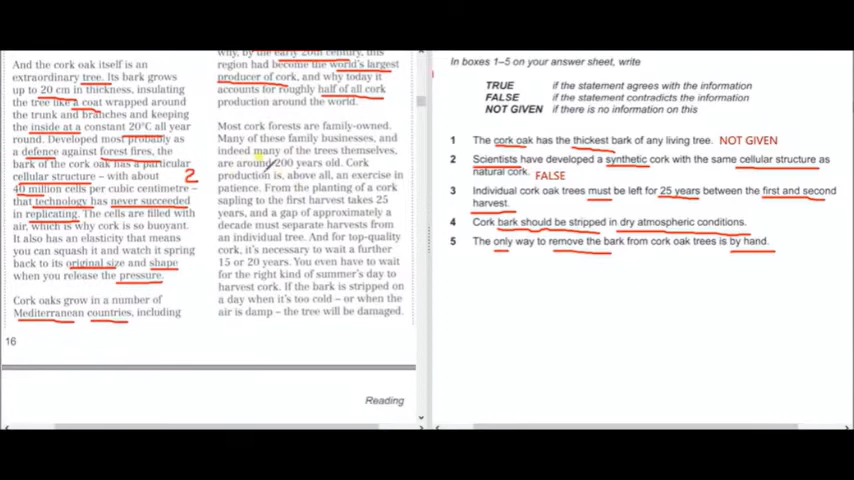 And the cork oak itself is an
extraordinary tree. Its bark grows
up to 20 cm in thickness, insulating
the tree like a coat wrapped around
the trunk and branches and keeping
the inside at a constant 20°C all year
round. Developed most probably as
a defence against forest fires, the
bark of the cork oak has a particular
cellular structure – with about 2
40 million cells per cubic centimetre –
that technology has never succeeded
in replicating. The cells are filled with
air, which is why cork is so buoyant.
It also has an elasticity that means
you can squash it and watch it spring
back to its original size and shape
when you release the pressure.
Cork oaks grow in a number of
Mediterranean countries, including
16
why, by the early 20th century, this
region had become the world's largest
producer of cork, and why today it
accounts for roughly half of all cork
production around the world.
Most cork forests are family-owned.
Many of these family businesses, and
indeed many of the trees themselves,
are around 200 years old. Cork
production is, above all, an exercise in
patience. From the planting of a cork
sapling to the first harvest takes 25
years, and a gap of approximately a
decade must separate harvests from
an individual tree. And for top-quality
cork, it's necessary to wait a further
15 or 20 years. You even have to wait
for the right kind of summer's day to
harvest cork. If the bark is stripped on
a day when it's too cold – or when the
air is damp – the tree will be damaged.
Reading
In boxes 1–5 on your answer sheet, write
TRUE if the statement agrees with the information
FALSE if the statement contradicts the information
NOT GIVEN if there is no information on this
1 The cork oak has the thickest bark of any living tree. NOT GIVEN
2 Scientists have developed a synthetic cork with the same cellular structure as
natural cork. FALSE
3 Individual cork oak trees must be left for 25 years between the first and second
harvest.
4 Cork bark should be stripped in dry atmospheric conditions.
5 The only way to remove the bark from cork oak trees is by hand.